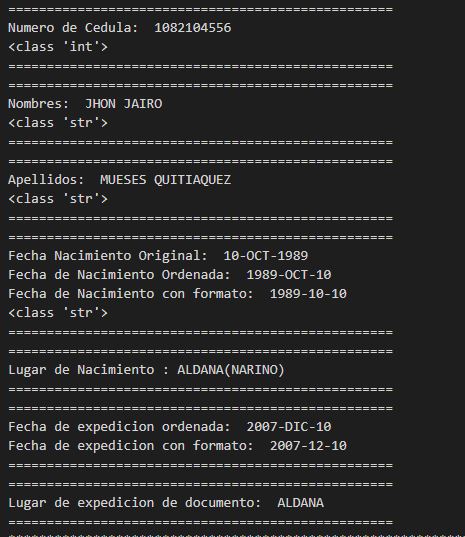 ==================================================
Numero de Cedula:  1082104556
<class 'int'>
==================================================
==================================================
Nombres:  JHON JAIRO
<class 'str'>
==================================================
==================================================
Apellidos:  MUESES QUITIAQUEZ
<class 'str'>
==================================================
==================================================
Fecha Nacimiento Original:  10-OCT-1989
Fecha de Nacimiento Ordenada:  1989-OCT-10
Fecha de Nacimiento con formato:  1989-10-10
<class 'str'>
==================================================
==================================================
Lugar de Nacimiento : ALDANA(NARINO)
==================================================
==================================================
Fecha de expedicion ordenada:  2007-DIC-10
Fecha de expedicion con formato:  2007-12-10
==================================================
==================================================
Lugar de expedicion de documento:  ALDANA
==================================================